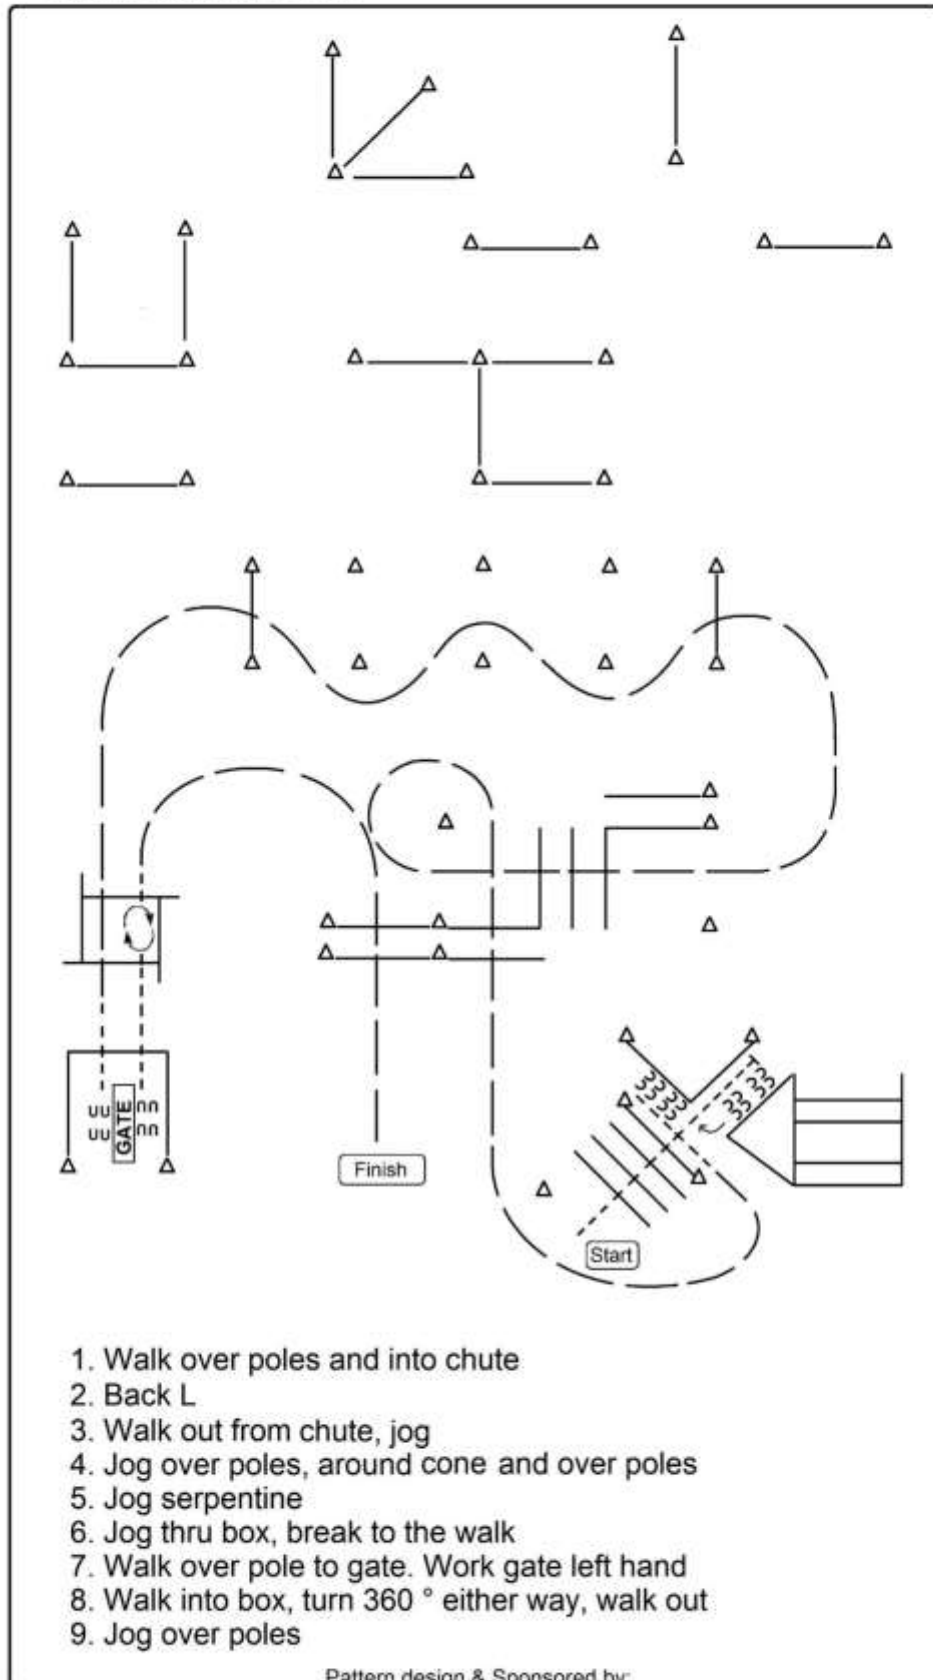 GATE
Finish
Start
1. Walk over poles and into chute
2. Back L
3. Walk out from chute, jog
4. Jog over poles, around cone and over poles
5. Jog serpentine
6. Jog thru box, break to the walk
7. Walk over pole to gate. Work gate left hand
8. Walk into box, turn 360 ° either way, walk out
9. Jog over poles
Pattern design & Sponsored by: